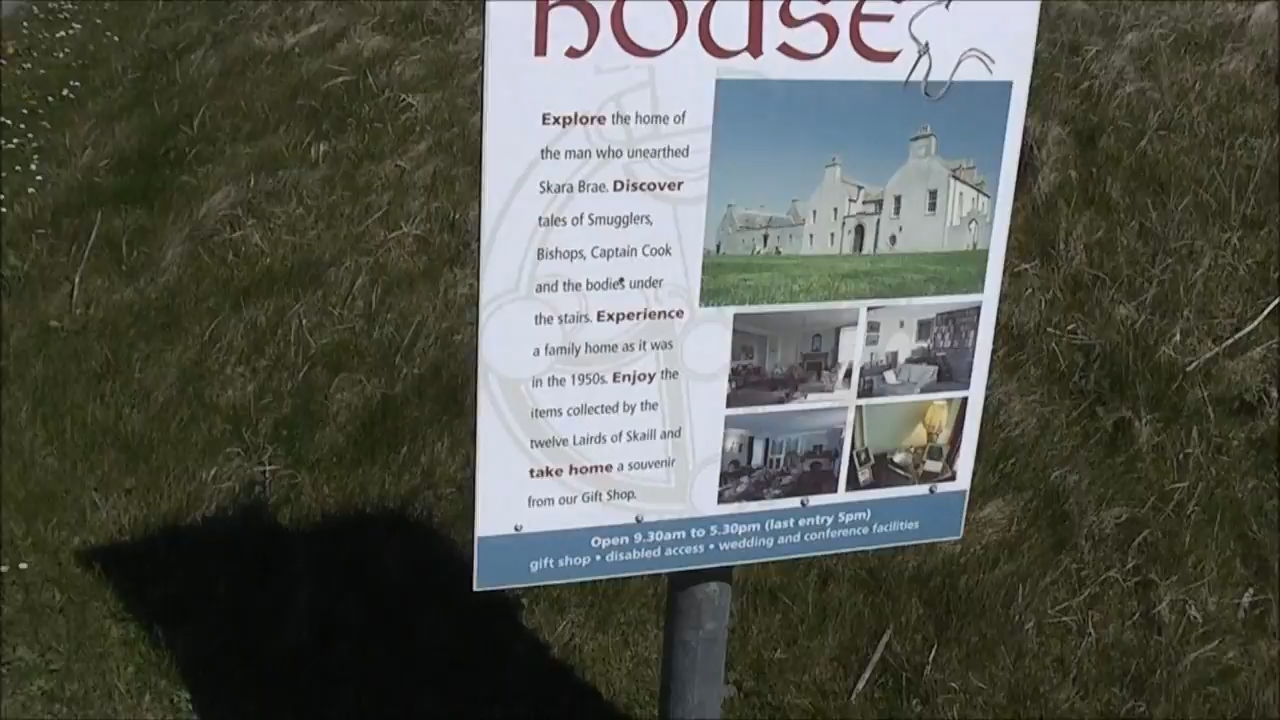 HOUSE
Explore the home of
the man who unearthed
Skara Brae. Discover
tales of Smugglers,
Bishops, Captain Cook
and the bodies under
the stairs. Experience
a family home as it was
in the 1950s. Enjoy the
items collected by the
twelve Lairds of Skaill and
take home a souvenir
from our Gift Shop.
Open 9.30am to 5.30pm (last entry 5pm)
gift shop • disabled access • wedding and conference facilities